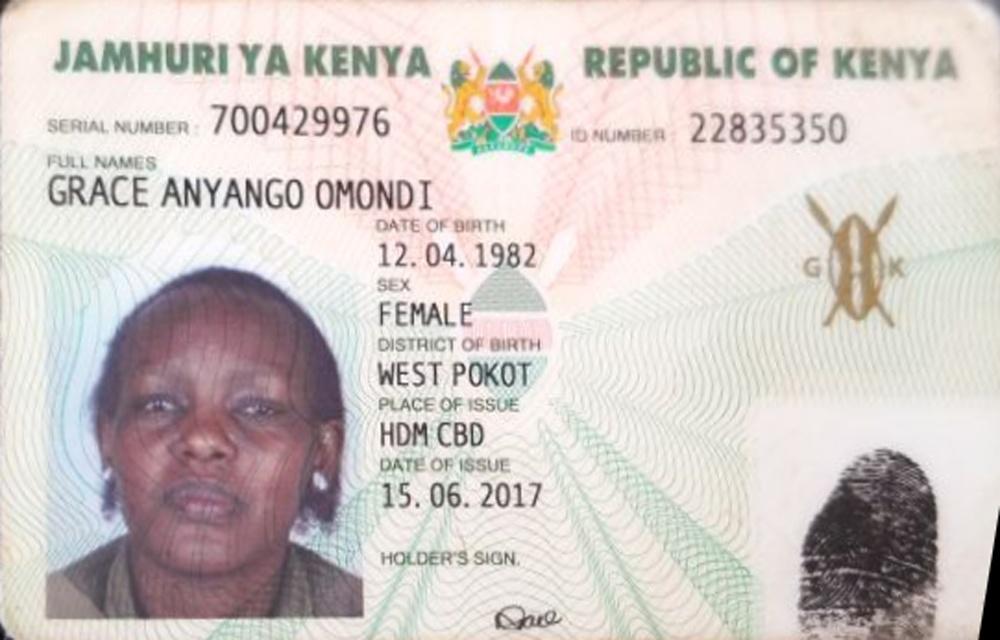 JAMHURI YA KENYA REPUBLIC OF KENYA
SERIAL NUMBER : 700429976 ID NUMBER : 22835350
FULL NAMES
GRACE ANYANGO OMONDI
DATE OF BIRTH
12.04.1982
SEX
FEMALE
G K
DISTRICT OF BIRTH
WEST POKOT
PLACE OF ISSUE
HDM CBD
DATE OF ISSUE
15.06.2017
HOLDER'S SIGN.